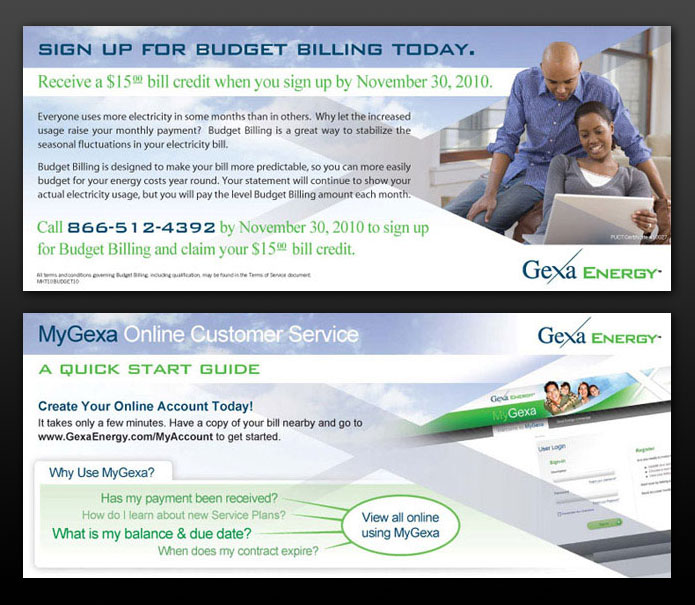 SIGN UP FOR BUDGET BILLING TODAY.
Receive a $15⁰⁰ bill credit when you sign up by November 30, 2010.
Everyone uses more electricity in some months than in others. Why let the increased
usage raise your monthly payment? Budget Billing is a great way to stabilize the
seasonal fluctuations in your electricity bill.
Budget Billing is designed to make your bill more predictable, so you can more easily
budget for your energy costs year round. Your statement will continue to show your
actual electricity usage, but you will pay the level Budget Billing amount each month.
Call 866-512-4392 by November 30, 2010 to sign up
for Budget Billing and claim your $15⁰⁰ bill credit.
PUCT Certificate
All terms and conditions governing Budget Billing, including qualification, may be found in the Terms of Service document.
Gexa ENERGY™
MyGexa Online Customer Service
Gexa ENERGY™
A QUICK START GUIDE
Create Your Online Account Today!
It takes only a few minutes. Have a copy of your bill nearby and go to
www.GexaEnergy.com/MyAccount to get started.
Gexa ENERGY
MyGexa
Welcome to MyGexa
User Login
Sign-in
Register
Why Use MyGexa?
Has my payment been received?
How do I learn about new Service Plans?
What is my balance & due date?
When does my contract expire?
View all online
using MyGexa